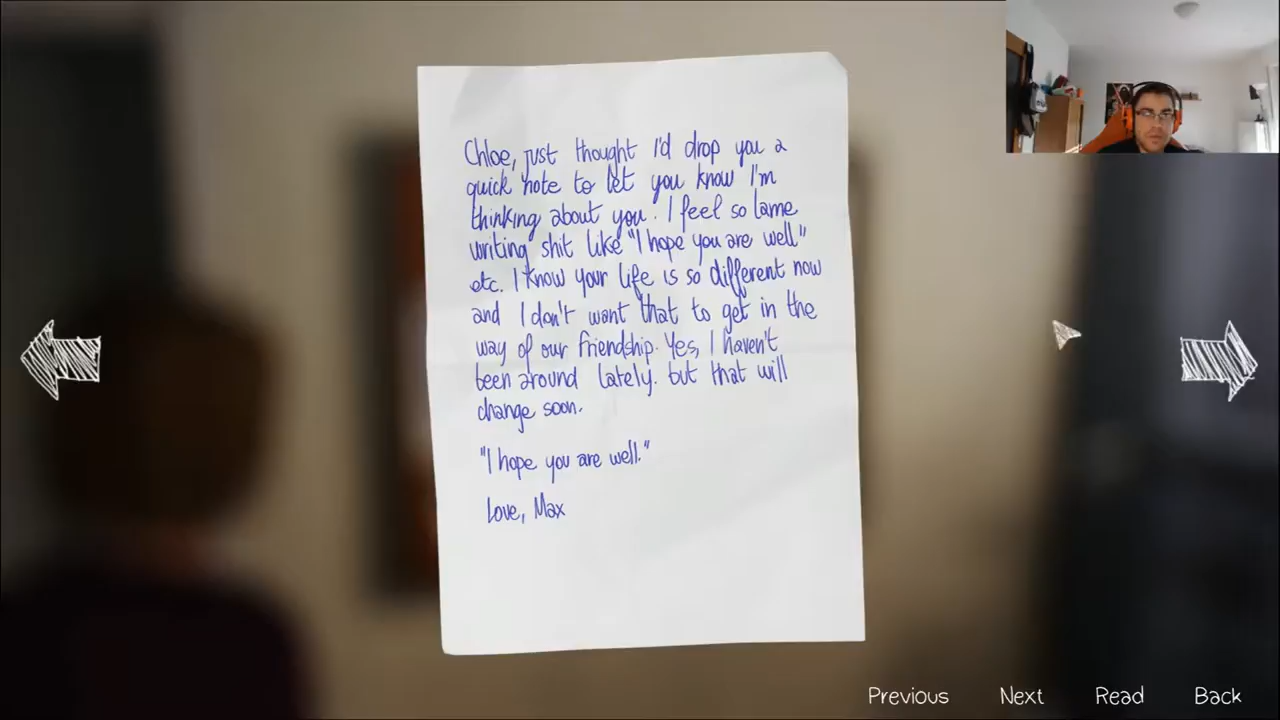 Chloe, just thought I'd drop you a
quick note to let you know I'm
thinking about you. I feel so lame
writing shit like "I hope you are well"
etc. I know your life is so different now
and I don't want that to get in the
way of our friendship. Yes, I haven't
been around lately. but that will
change soon.
"I hope you are well."
Love, Max
Previous Next Read Back